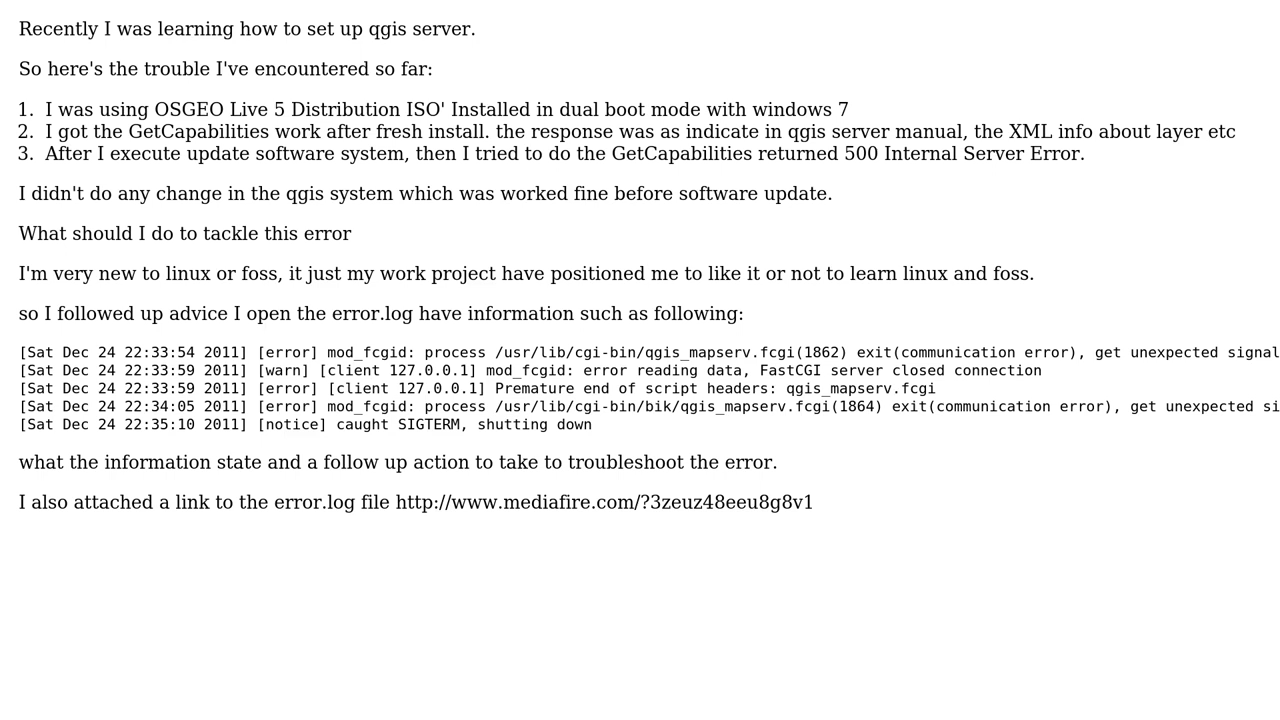 Recently I was learning how to set up qgis server.
So here's the trouble I've encountered so far:
1. I was using OSGEO Live 5 Distribution ISO' Installed in dual boot mode with windows 7
2. I got the GetCapabilities work after fresh install. the response was as indicate in qgis server manual, the XML info about layer etc
3. After I execute update software system, then I tried to do the GetCapabilities returned 500 Internal Server Error.
I didn't do any change in the qgis system which was worked fine before software update.
What should I do to tackle this error
I'm very new to linux or foss, it just my work project have positioned me to like it or not to learn linux and foss.
so I followed up advice I open the error.log have information such as following:
[Sat Dec 24 22:33:54 2011] [error] mod_fcgid: process /usr/lib/cgi-bin/qgis_mapserv.fcgi(1862) exit(communication error), get unexpected signal
[Sat Dec 24 22:33:59 2011] [warn] [client 127.0.0.1] mod_fcgid: error reading data, FastCGI server closed connection
[Sat Dec 24 22:33:59 2011] [error] [client 127.0.0.1] Premature end of script headers: qgis_mapserv.fcgi
[Sat Dec 24 22:34:05 2011] [error] mod_fcgid: process /usr/lib/cgi-bin/bik/qgis_mapserv.fcgi(1864) exit(communication error), get unexpected si
[Sat Dec 24 22:35:10 2011] [notice] caught SIGTERM, shutting down
what the information state and a follow up action to take to troubleshoot the error.
I also attached a link to the error.log file http://www.mediafire.com/?3zeuz48eeu8g8v1